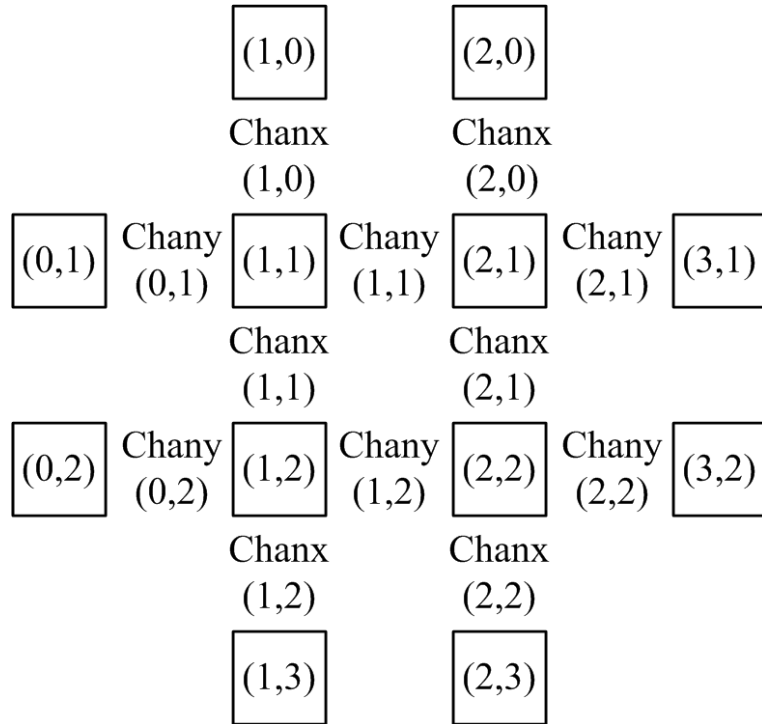 (1,0) (2,0)
Chanx Chanx
(1,0) (2,0)
(0,1) Chany (0,1) (1,1) Chany (1,1) (2,1) Chany (2,1) (3,1)
Chanx Chanx
(1,1) (2,1)
(0,2) Chany (0,2) (1,2) Chany (1,2) (2,2) Chany (2,2) (3,2)
Chanx Chanx
(1,2) (2,2)
(1,3) (2,3)